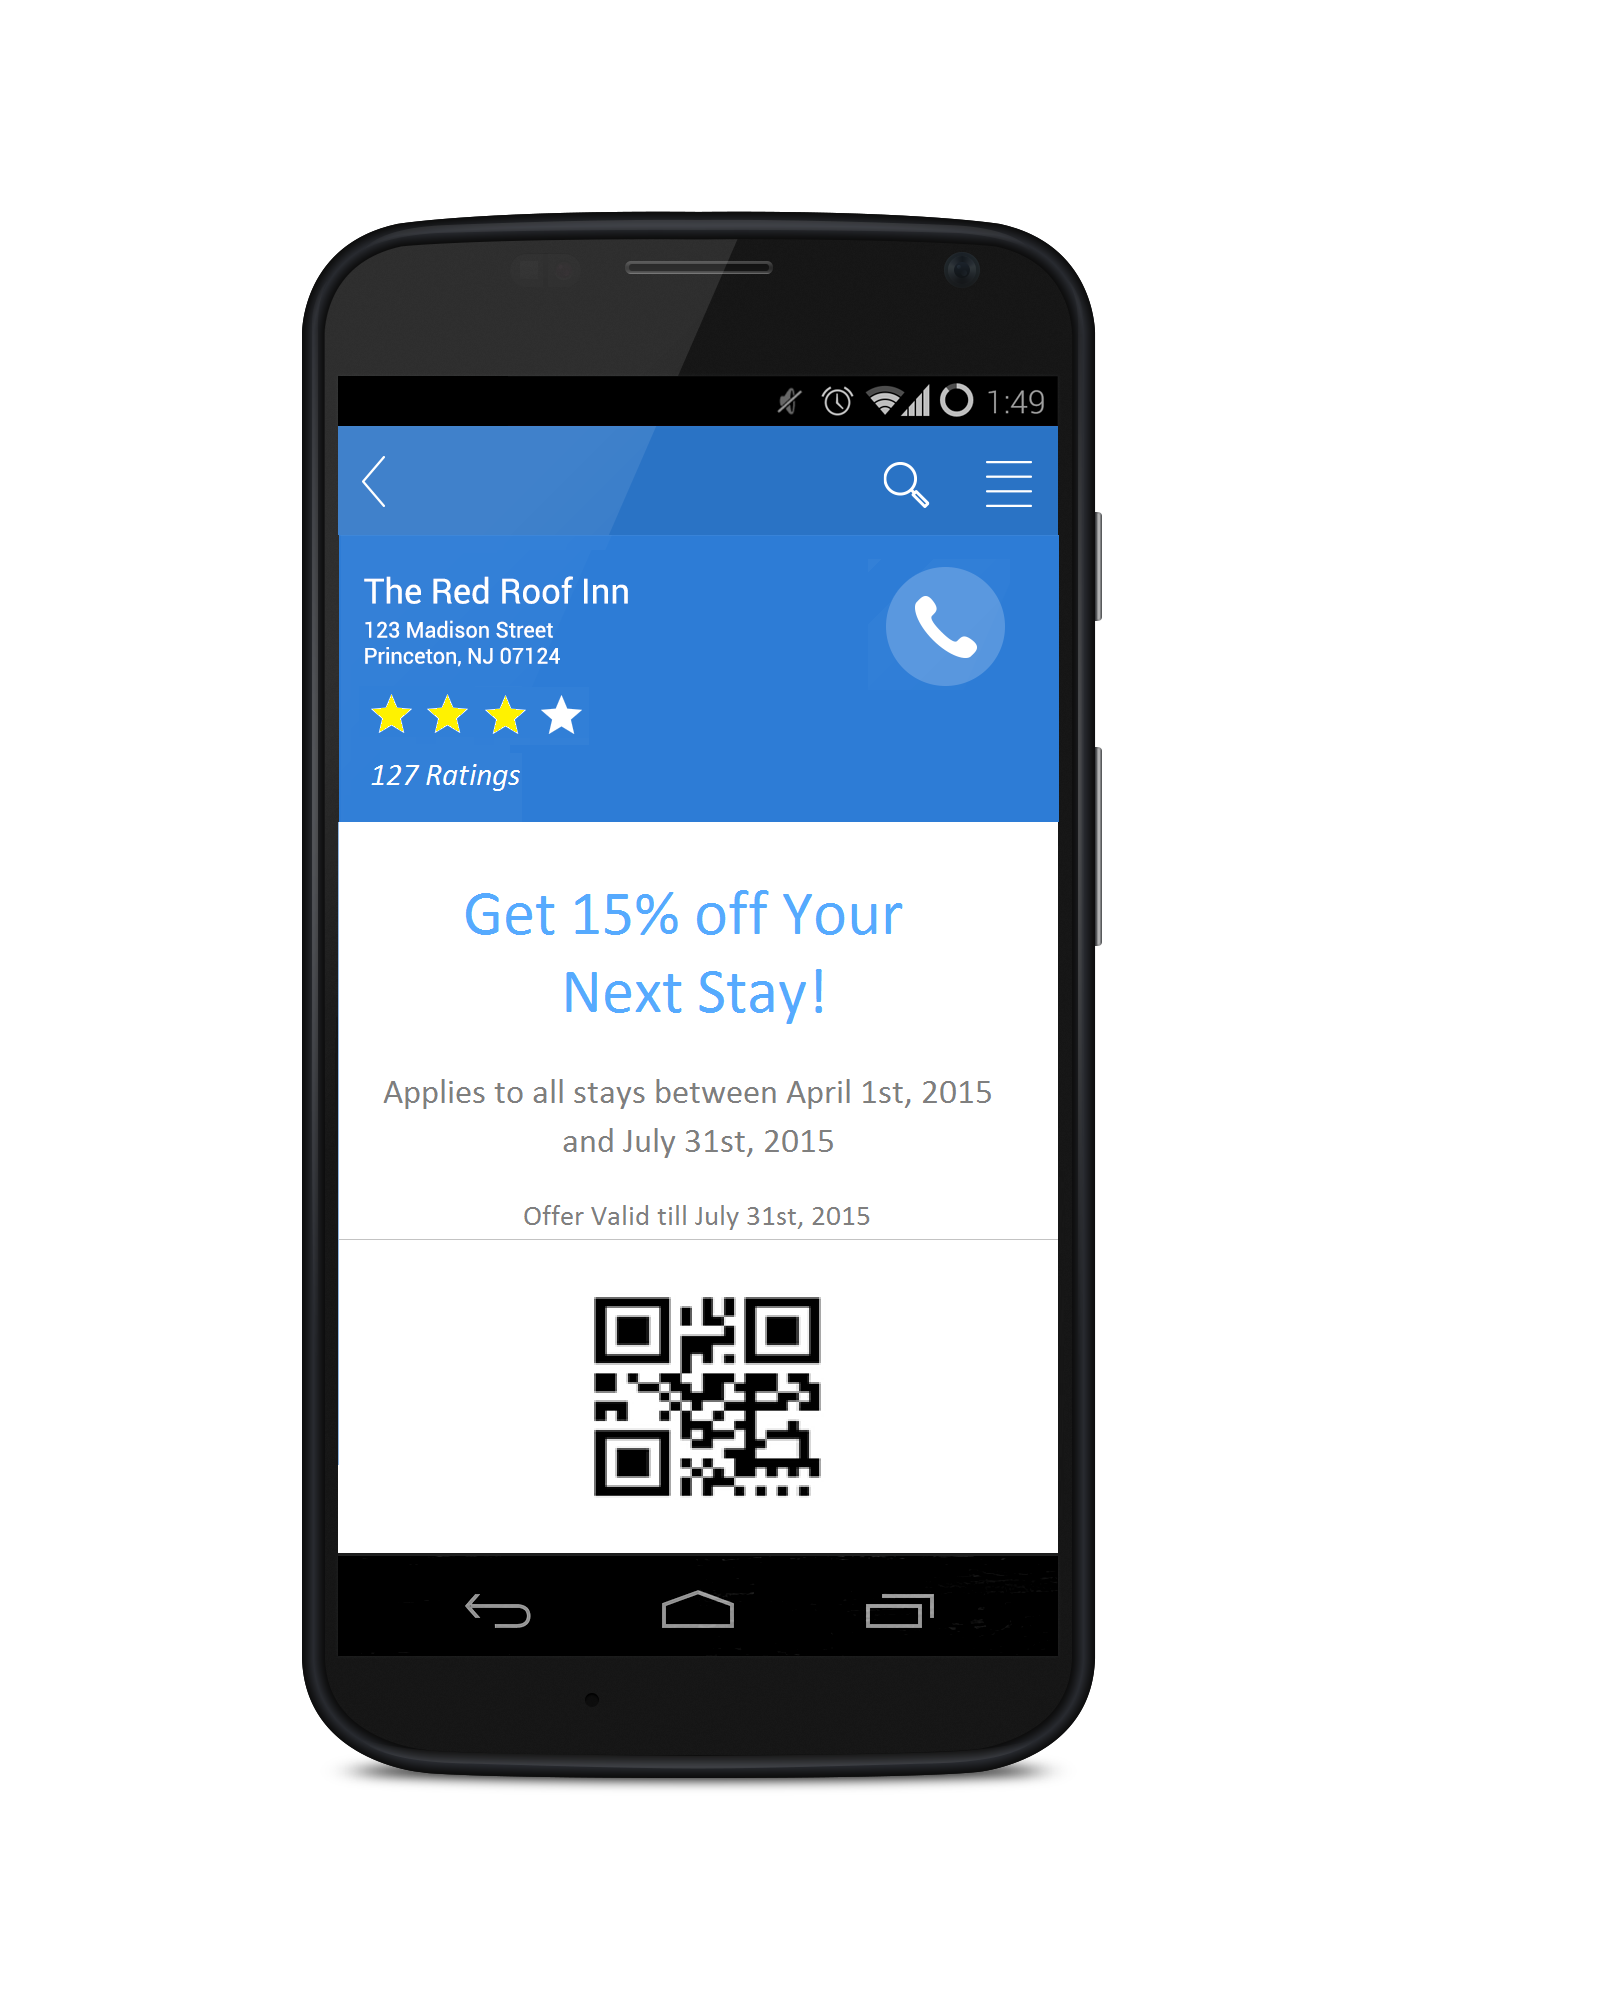 1:49
The Red Roof Inn
123 Madison Street
Princeton, NJ 07124
127 Ratings
Get 15% off Your
Next Stay!
Applies to all stays between April 1st, 2015
and July 31st, 2015
Offer Valid till July 31st, 2015